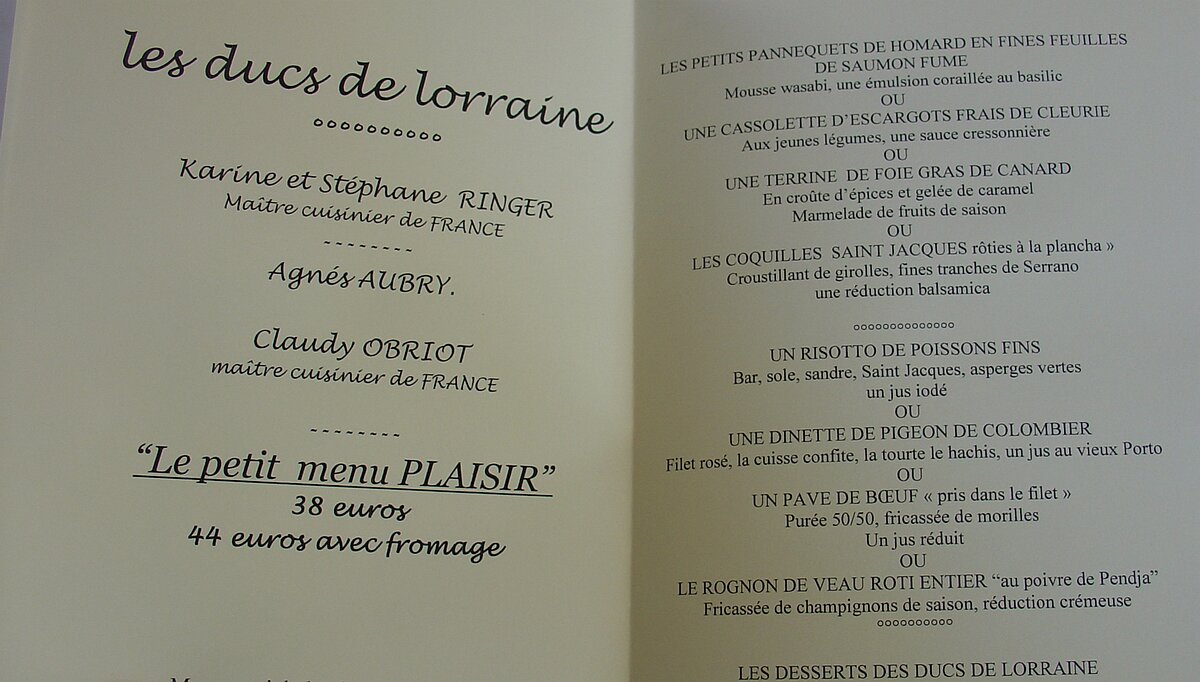 les ducs de lorraine
°°°°°°°°°°
Karine et Stéphane RINGER
Maître cuisinier de FRANCE
--------
Agnés AUBRY.
Claudy OBRIOT
maître cuisinier de FRANCE
--------
“Le petit menu PLAISIR”
38 euros
44 euros avec fromage
LES PETITS PANNEQUETS DE HOMARD EN FINES FEUILLES
DE SAUMON FUME
Mousse wasabi, une émulsion coraillée au basilic
OU
UNE CASSOLETTE D’ESCARGOTS FRAIS DE CLEURIE
Aux jeunes légumes, une sauce cressonnière
OU
UNE TERRINE DE FOIE GRAS DE CANARD
En croûte d’épices et gelée de caramel
Marmelade de fruits de saison
OU
LES COQUILLES SAINT JACQUES rôties à la plancha »
Croustillant de girolles, fines tranches de Serrano
une réduction balsamica
°°°°°°°°°°°°°°
UN RISOTTO DE POISSONS FINS
Bar, sole, sandre, Saint Jacques, asperges vertes
un jus iodé
OU
UNE DINETTE DE PIGEON DE COLOMBIER
Filet rosé, la cuisse confite, la tourte le hachis, un jus au vieux Porto
OU
UN PAVE DE BŒUF « pris dans le filet »
Purée 50/50, fricassée de morilles
Un jus réduit
OU
LE ROGNON DE VEAU ROTI ENTIER “au poivre de Pendja”
Fricassée de champignons de saison, réduction crémeuse
°°°°°°°°°°
LES DESSERTS DES DUCS DE LORRAINE